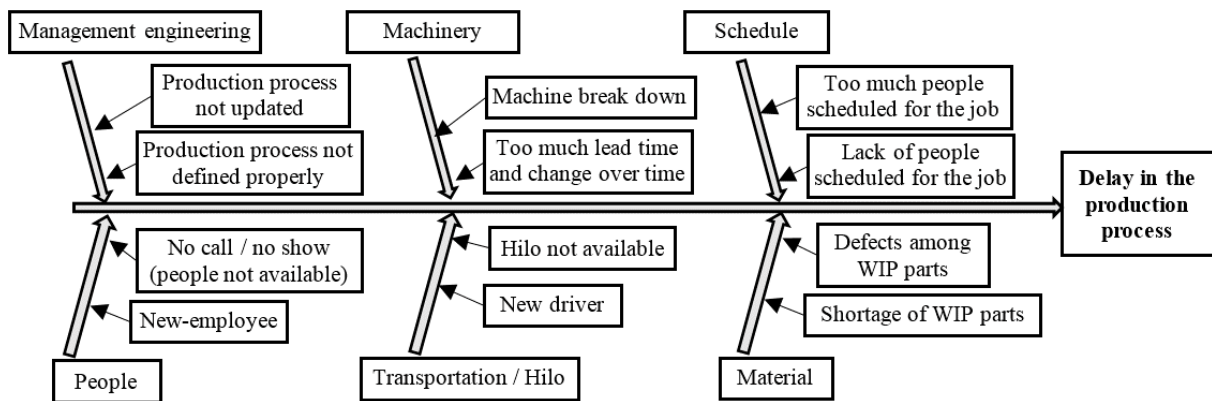 Management engineering
Machinery
Schedule
Production process
not updated
Machine break down
Too much people
scheduled for the job
Production process not
defined properly
Too much lead time
and change over time
Lack of people
scheduled for the job
Delay in the
production
process
No call / no show
(people not available)
Hilo not available
Defects among
WIP parts
New-employee
New driver
Shortage of WIP parts
People
Transportation / Hilo
Material